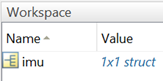 Workspace
Name Value
imu 1x1 struct